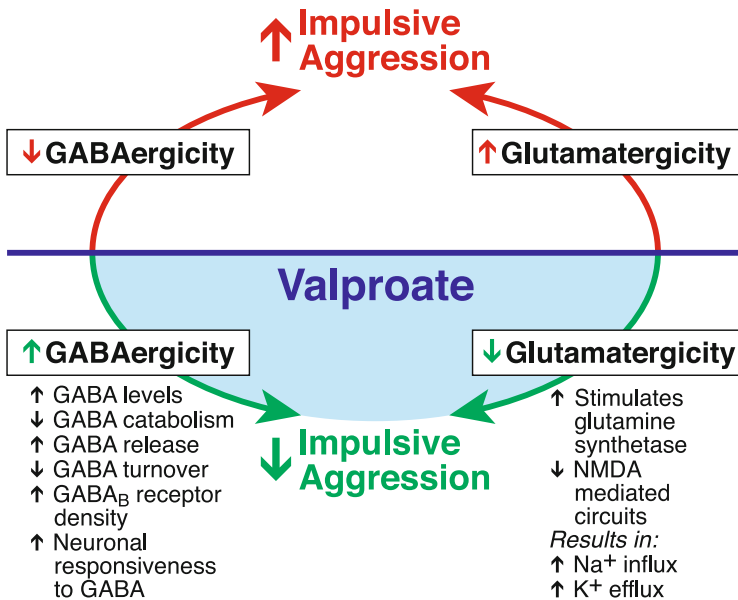 ↑ Impulsive
Aggression
↓ GABAergicity
↑ Glutamatergicity
Valproate
↑ GABAergicity
↑ GABA levels
↓ GABA catabolism
↑ GABA release
↓ GABA turnover
↑ GABAB receptor
density
↑ Neuronal
responsiveness
to GABA
↓ Impulsive
Aggression
↓ Glutamatergicity
↑ Stimulates
glutamine
synthetase
↓ NMDA
mediated
circuits
Results in:
↑ Na+ influx
↑ K+ efflux